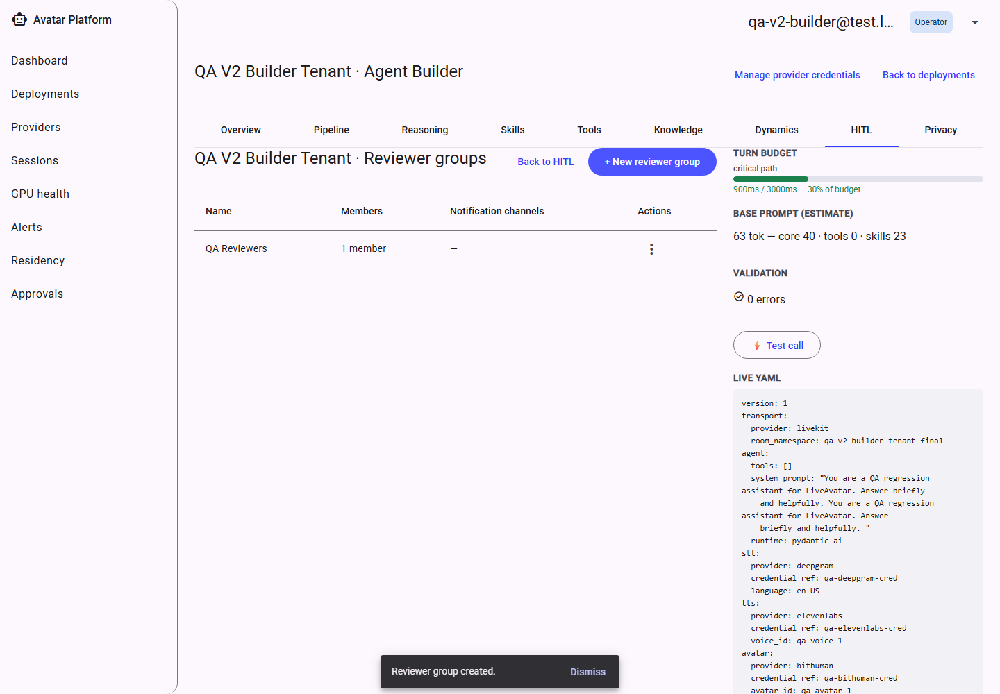 Avatar Platform
Dashboard
Deployments
Providers
Sessions
GPU health
Alerts
Residency
Approvals
qa-v2-builder@test.l...
Operator
QA V2 Builder Tenant · Agent Builder
Manage provider credentials
Back to deployments
Overview
Pipeline
Reasoning
Skills
Tools
Knowledge
Dynamics
HITL
Privacy
QA V2 Builder Tenant · Reviewer groups
Back to HITL
+ New reviewer group
Name
Members
Notification channels
Actions
QA Reviewers
1 member
—
TURN BUDGET
critical path
900ms / 3000ms — 30% of budget
BASE PROMPT (ESTIMATE)
63 tok — core 40 · tools 0 · skills 23
VALIDATION
0 errors
Test call
LIVE YAML
version: 1
transport:
  provider: livekit
  room_namespace: qa-v2-builder-tenant-final
agent:
  tools: []
  system_prompt: "You are a QA regression
assistant for LiveAvatar. Answer briefly
    and helpfully. You are a QA regression
assistant for LiveAvatar. Answer
    briefly and helpfully. "
  runtime: pydantic-ai
stt:
  provider: deepgram
  credential_ref: qa-deepgram-cred
  language: en-US
tts:
  provider: elevenlabs
  credential_ref: qa-elevenlabs-cred
  voice_id: qa-voice-1
avatar:
  provider: bithuman
  credential_ref: qa-bithuman-cred
  avatar_id: qa-avatar-1
Reviewer group created.
Dismiss